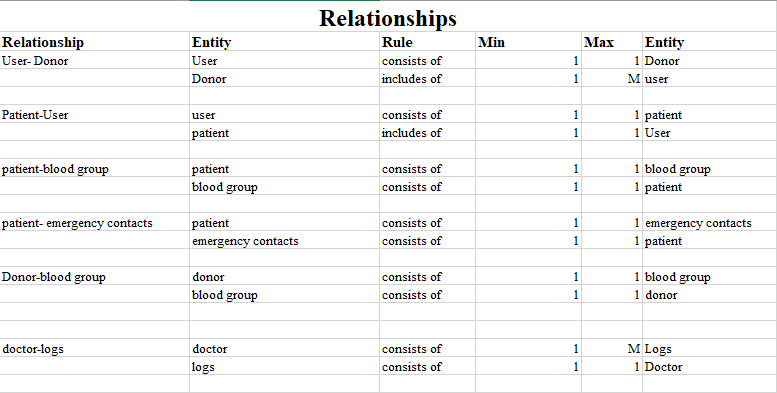 Relationships
Relationship Entity Rule Min Max Entity
User- Donor User consists of 1 1 Donor
Donor includes of 1 M user
Patient-User user consists of 1 1 patient
patient includes of 1 1 User
patient-blood group patient consists of 1 1 blood group
blood group consists of 1 1 patient
patient- emergency contacts patient consists of 1 1 emergency contacts
emergency contacts consists of 1 1 patient
Donor-blood group donor consists of 1 1 blood group
blood group consists of 1 1 donor
doctor-logs doctor consists of 1 M Logs
logs consists of 1 1 Doctor